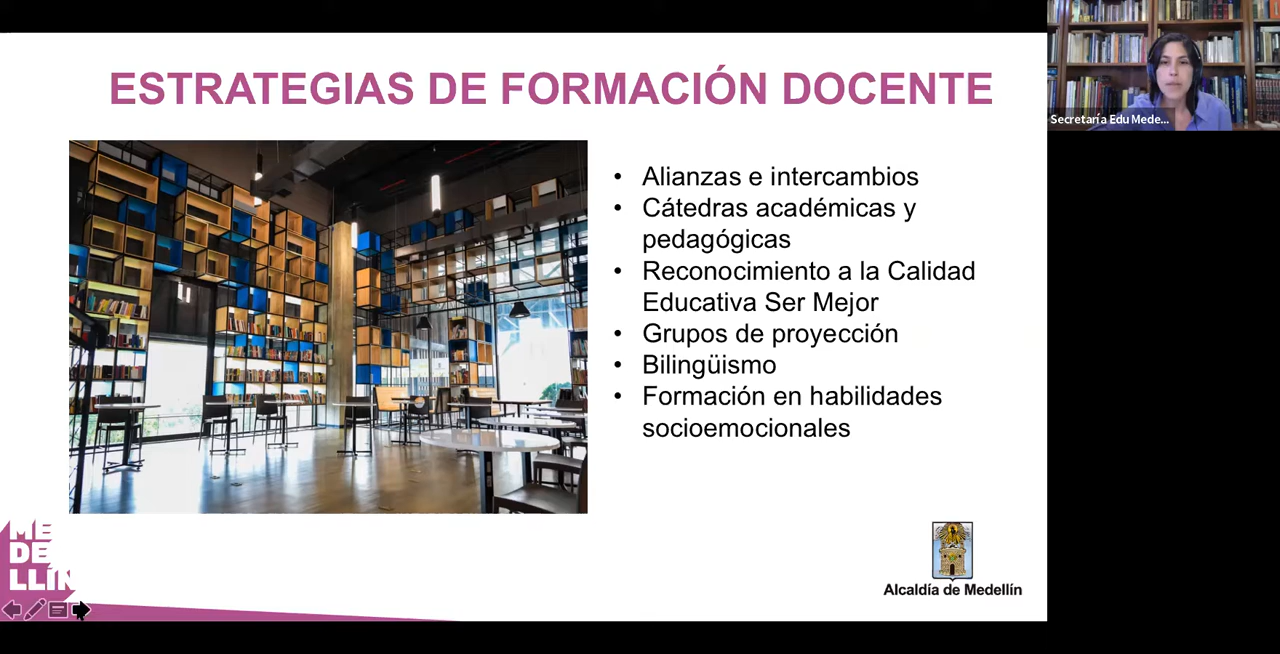 ESTRATEGIAS DE FORMACIÓN DOCENTE
Secretaría Edu Mede...
• Alianzas e intercambios
• Cátedras académicas y
pedagógicas
• Reconocimiento a la Calidad
Educativa Ser Mejor
• Grupos de proyección
• Bilingüismo
• Formación en habilidades
socioemocionales
ME
DE
LLÍN
Alcaldía de Medellín